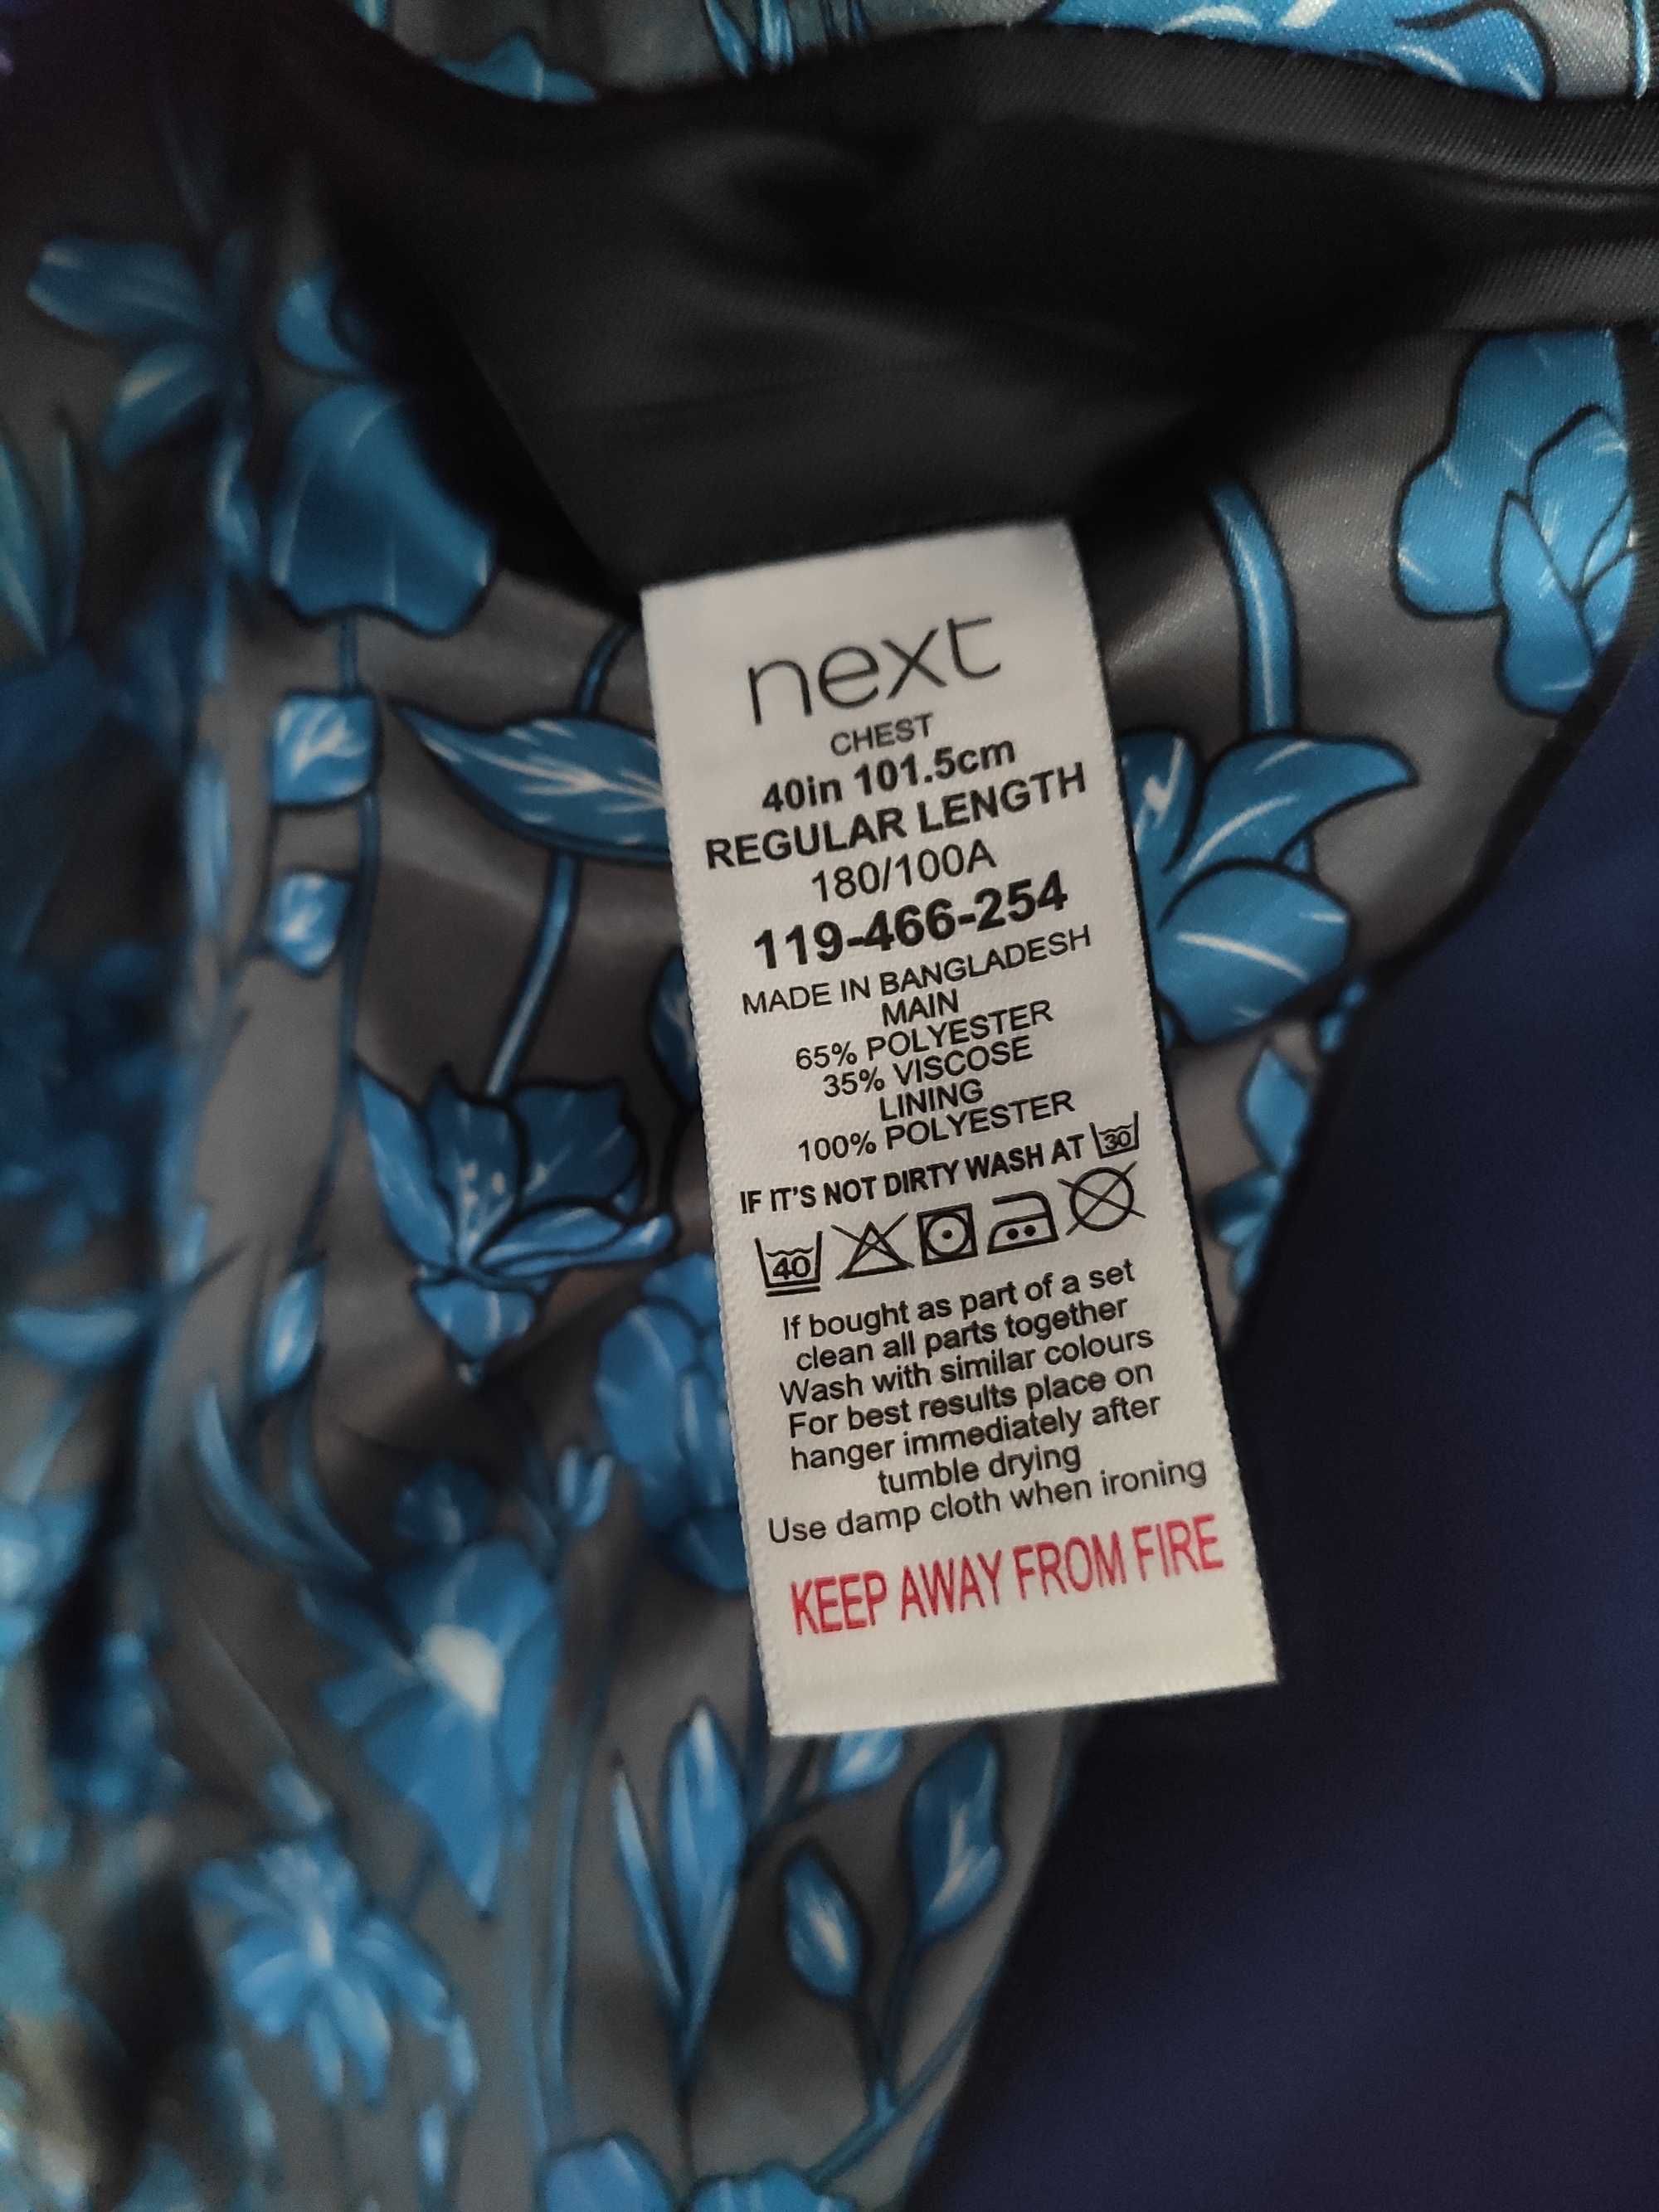 next
CHEST
40in 101.5cm
REGULAR LENGTH
180/100A
119-466-254
MADE IN BANGLADESH
MAIN
65% POLYESTER
35% VISCOSE
LINING
100% POLYESTER
IF IT'S NOT DIRTY WASH AT 30
40
If bought as part of a set
clean all parts together
Wash with similar colours
For best results place on
hanger immediately after
tumble drying
Use damp cloth when ironing
KEEP AWAY FROM FIRE